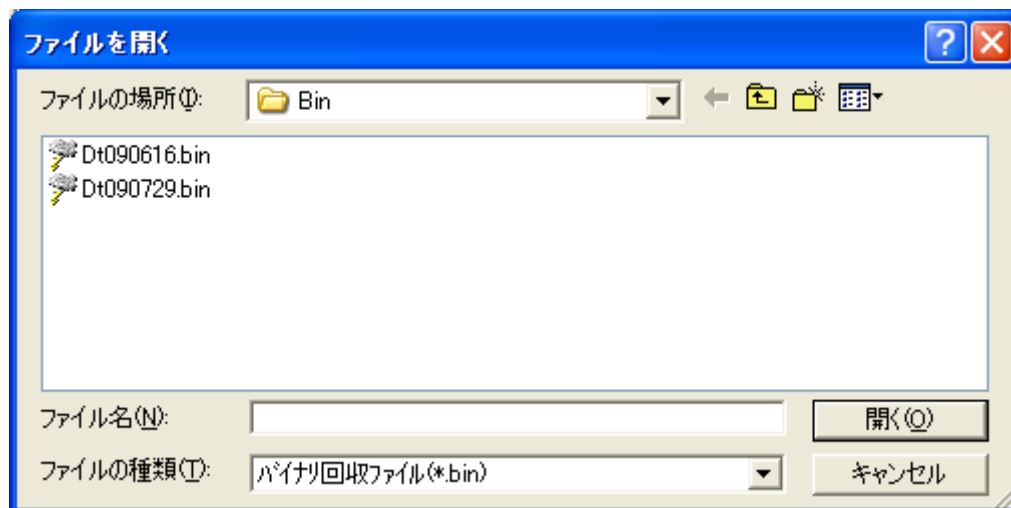 ファイルを開く
ファイルの場所(I): Bin
Dt090616.bin
Dt090729.bin
ファイル名(N): 開く(O)
ファイルの種類(T): バイナリ回収ファイル(*.bin) キャンセル